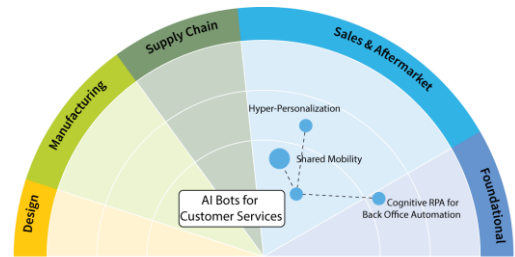 Design
Manufacturing
Supply Chain
Sales & Aftermarket
Foundational
Hyper-Personalization
Shared Mobility
AI Bots for
Customer Services
Cognitive RPA for
Back Office Automation